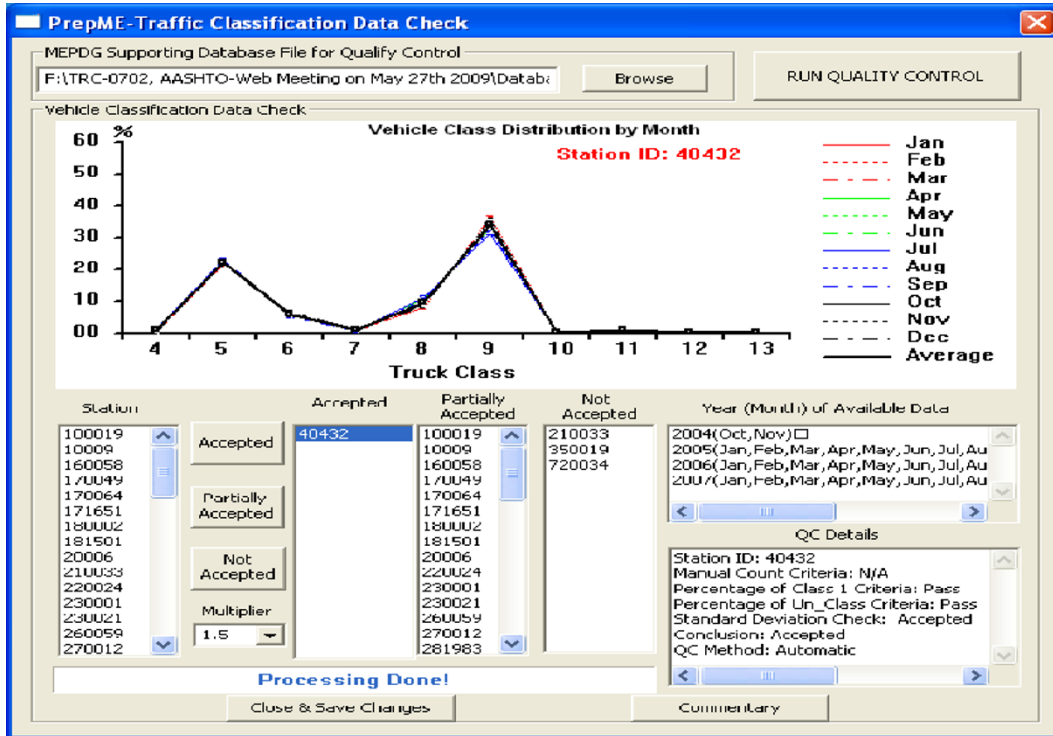 PrepME-Traffic Classification Data Check
MEPDG Supporting Database File for Qualify Control
F:\TRC-0702, AASHTO-Web Meeting on May 27th 2009\Databa
Browse
RUN QUALITY CONTROL
Vehicle Classification Data Check
Vehicle Class Distribution by Month
Station ID: 40432
%
60
50
40
30
20
10
00
4 5 6 7 8 9 10 11 12 13
Truck Class
Jan
Feb
Mar
Apr
May
Jun
Jul
Aug
Sep
Oct
Nov
Dec
Average
Station
100019
10009
160058
170049
170064
171651
180002
181501
20006
210033
220024
230001
230021
260059
270012
Accepted
Partially
Accepted
Not
Accepted
Multiplier
1.5
Accepted
40432
Partially
Accepted
100019
10009
160058
170049
170064
171651
180002
181501
20006
220024
230001
230021
260059
270012
281983
Not
Accepted
210033
350019
720034
Year (Month) of Available Data
2004(Oct,Nov)
2005(Jan,Feb,Mar,Apr,May,Jun,Jul,Au
2006(Jan,Feb,Mar,Apr,May,Jun,Jul,Au
2007(Jan,Feb,Mar,Apr,May,Jun,Jul,Au
QC Details
Station ID: 40432
Manual Count Criteria: N/A
Percentage of Class 1 Criteria: Pass
Percentage of Un_Class Criteria: Pass
Standard Deviation Check: Accepted
Conclusion: Accepted
QC Method: Automatic
Processing Done!
Close & Save Changes
Commentary